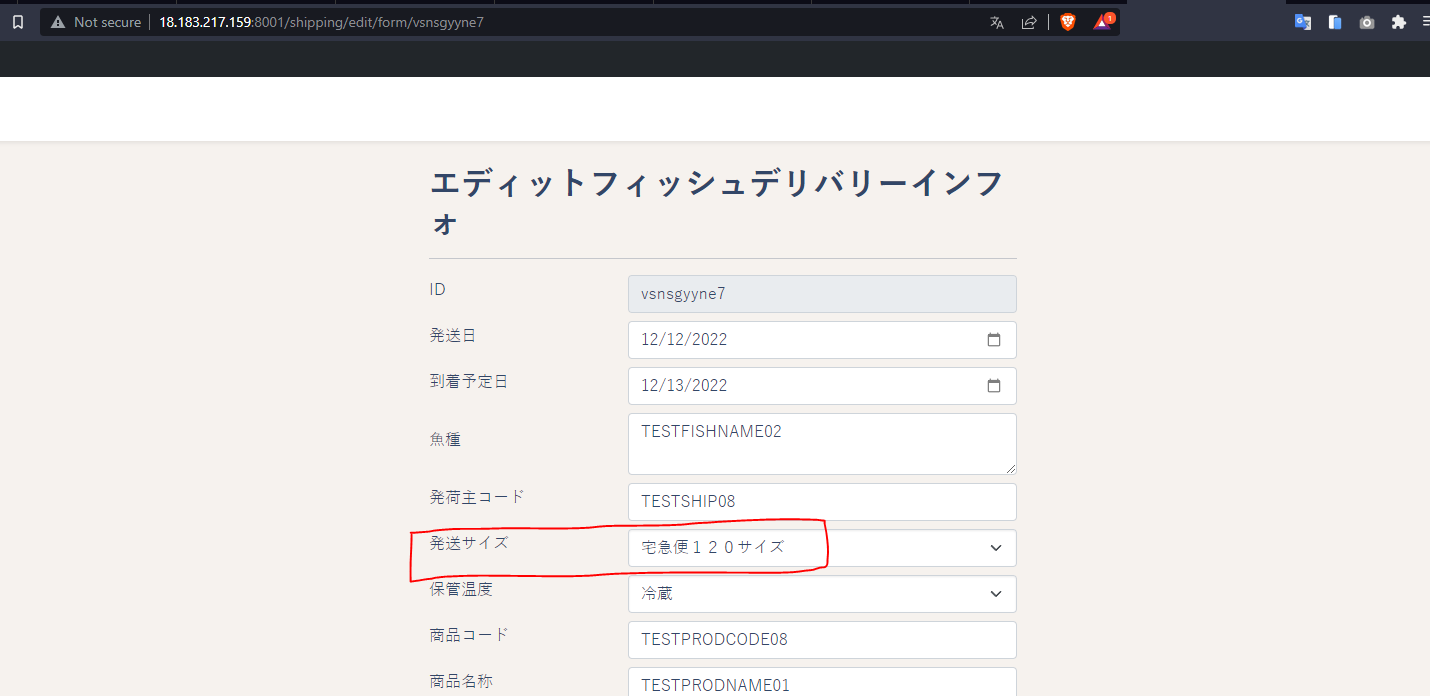 Not secure 18.183.217.159:8001/shipping/edit/form/vsnsgyyne7
1
エディットフィッシュデリバリーインフ
ォ
ID vsnsgyyne7
発送日 12/12/2022
到着予定日 12/13/2022
魚種 TESTFISHNAME02
発荷主コード TESTSHIP08
発送サイズ 宅急便１２０サイズ
保管温度 冷蔵
商品コード TESTPRODCODE08
商品名称 TESTPRODNAME01